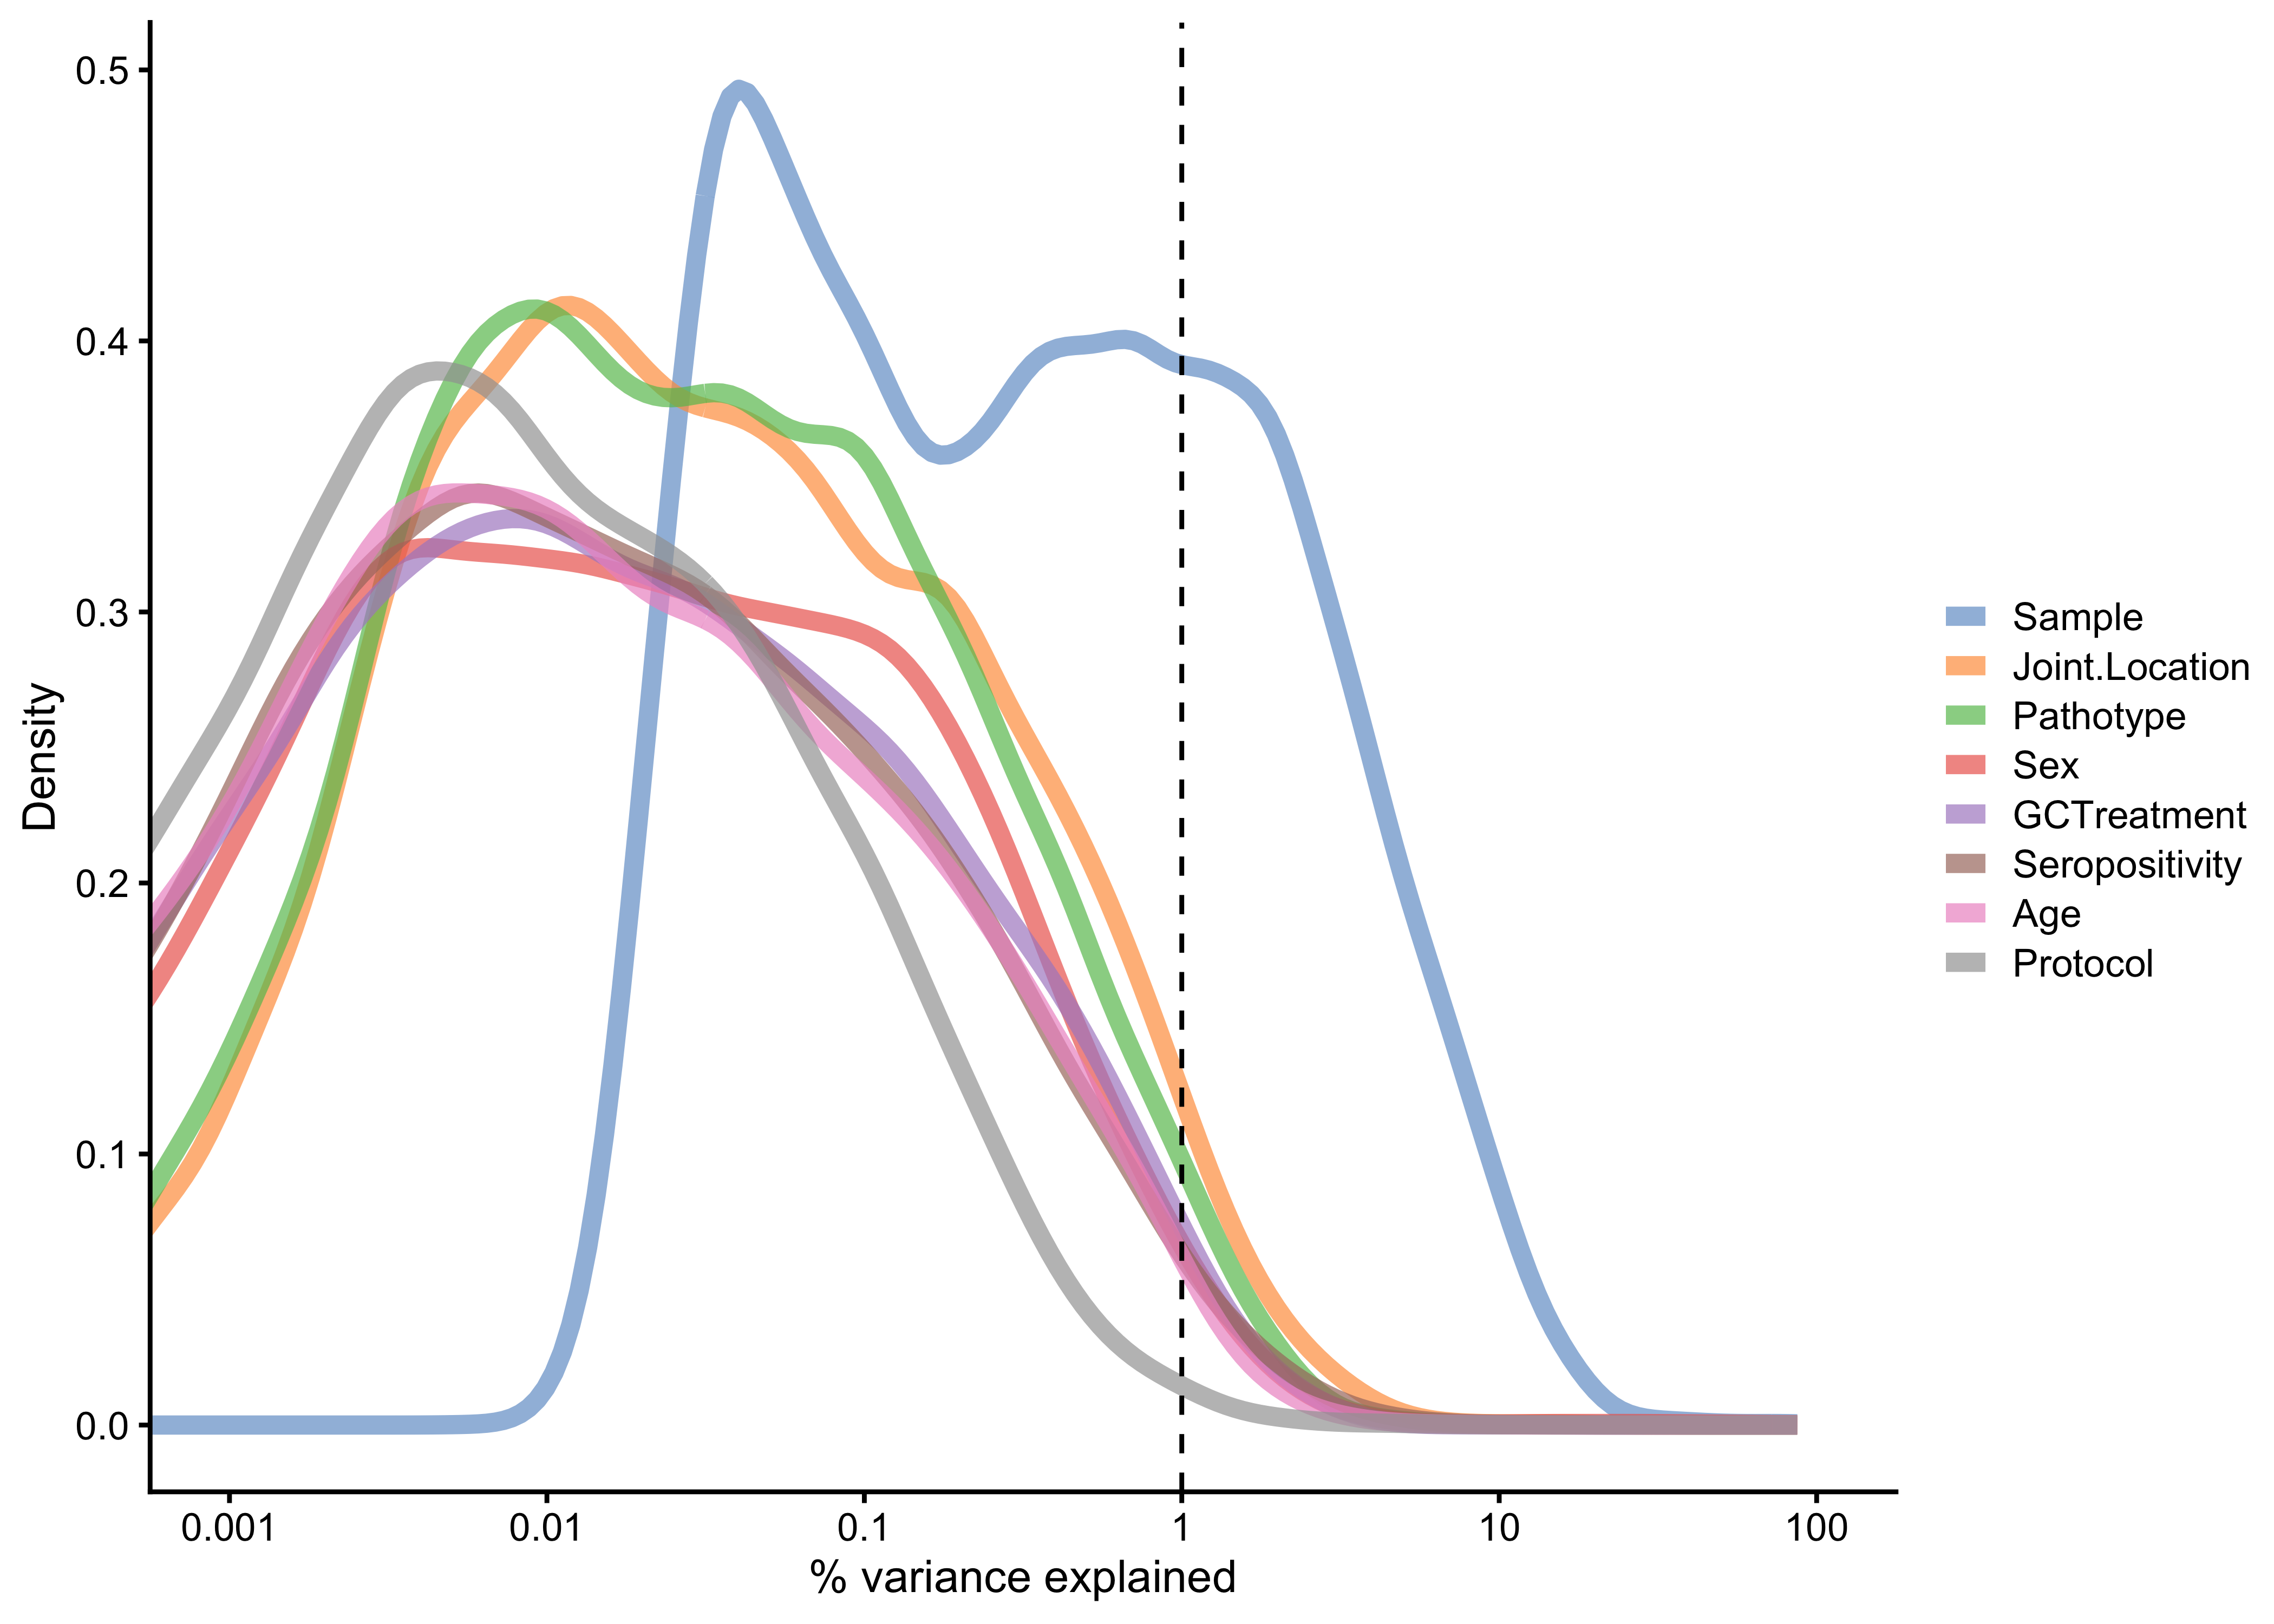 0.5
0.4
0.3
0.2
0.1
0.0
Density
0.001
0.01
0.1
1
10
100
% variance explained
Sample
Joint.Location
Pathotype
Sex
GCTreatment
Seropositivity
Age
Protocol